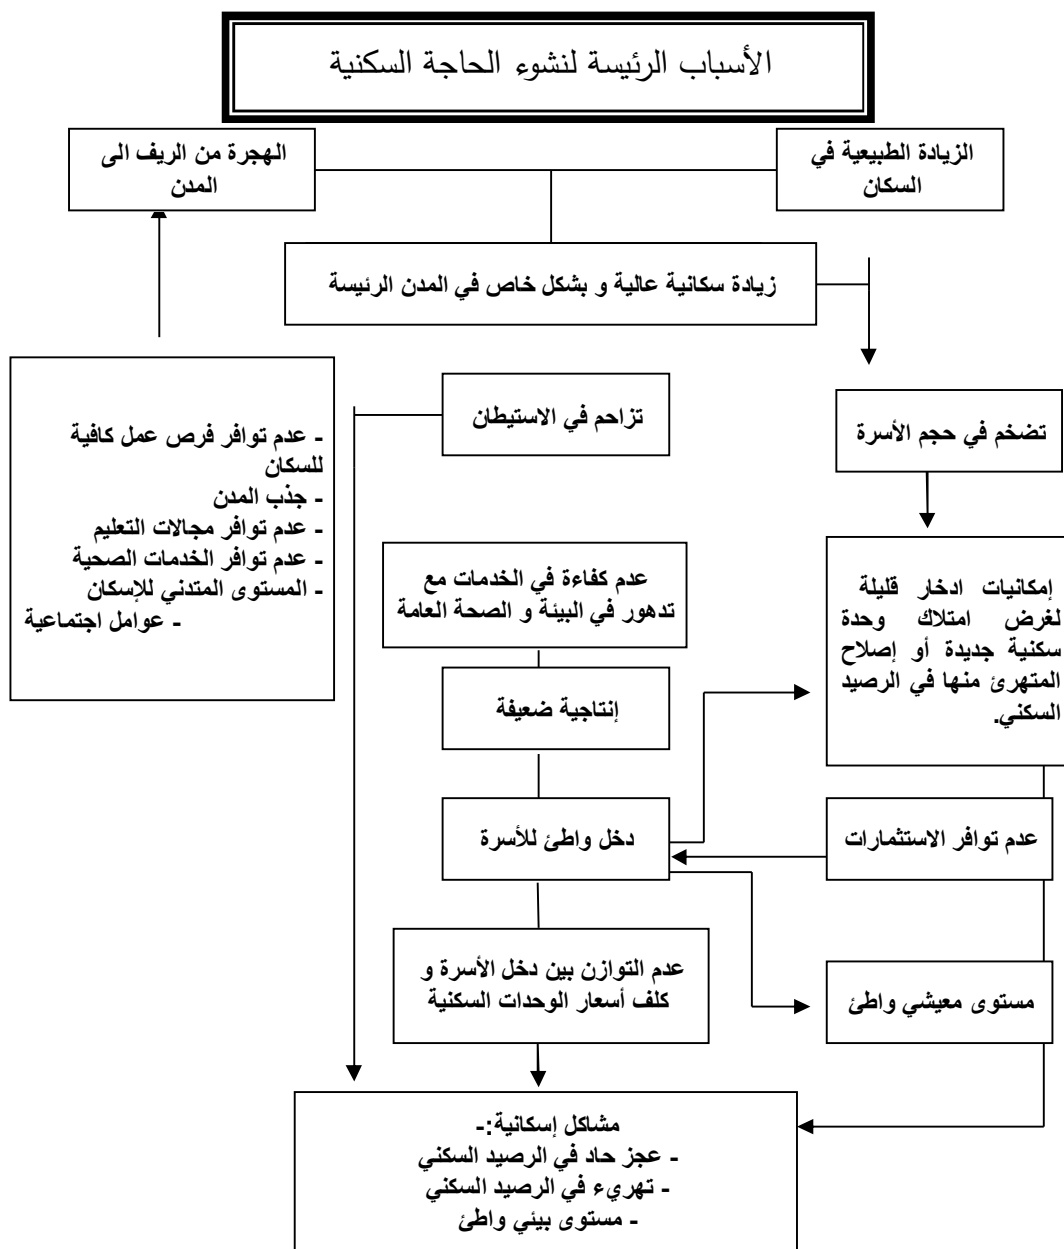 الأسباب الرئيسة لنشوء الحاجة السكنية
الزيادة الطبيعية في
السكان
الهجرة من الريف الى
المدن
زيادة سكانية عالية و بشكل خاص في المدن الرئيسة
تضخم في حجم الأسرة
تزاحم في الاستيطان
- عدم توافر فرص عمل كافية
للسكان
- جذب المدن
- عدم توافر مجالات التعليم
- عدم توافر الخدمات الصحية
- المستوى المتدني للإسكان
- عوامل اجتماعية
إمكانيات ادخار قليلة
لغرض امتلاك وحدة
سكنية جديدة أو إصلاح
المتهرئ منها في الرصيد
السكني.
عدم كفاءة في الخدمات مع
تدهور في البيئة و الصحة العامة
إنتاجية ضعيفة
عدم توافر الاستثمارات
دخل واطئ للأسرة
مستوى معيشي واطئ
عدم التوازن بين دخل الأسرة و
كلف أسعار الوحدات السكنية
مشاكل إسكانية:-
- عجز حاد في الرصيد السكني
- تهريء في الرصيد السكني
- مستوى بيئي واطئ